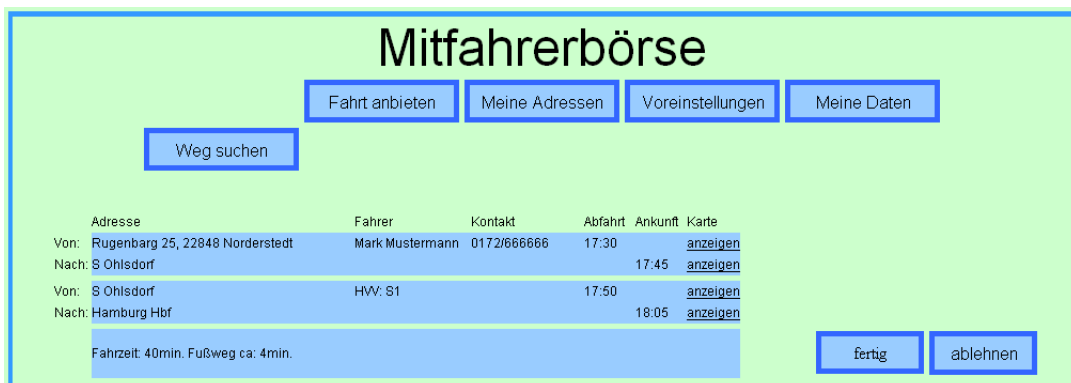 Mitfahrerbörse
Fahrt anbieten Meine Adressen Voreinstellungen Meine Daten
Weg suchen
Adresse Fahrer Kontakt Abfahrt Ankunft Karte
Von: Rugenbarg 25, 22848 Norderstedt Mark Mustermann 0172/666666 17:30 anzeigen
Nach: S Ohlsdorf 17:45 anzeigen
Von: S Ohlsdorf HVV: S1 17:50 anzeigen
Nach: Hamburg Hbf 18:05 anzeigen
Fahrzeit: 40min. Fußweg ca: 4min.
fertig ablehnen